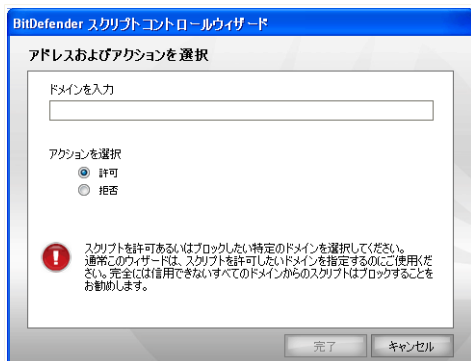 BitDefender スクリプトコントロールウィザード
アドレスおよびアクションを選択
ドメインを入力
アクションを選択
許可
拒否
スクリプトを許可あるいはブロックしたい特定のドメインを選択してください。
通常このウィザードは、スクリプトを許可したいドメインを指定するのにご使用くだ
さい。完全には信用できないすべてのドメインからのスクリプトはブロックすることを
お勧めします。
完了
キャンセル